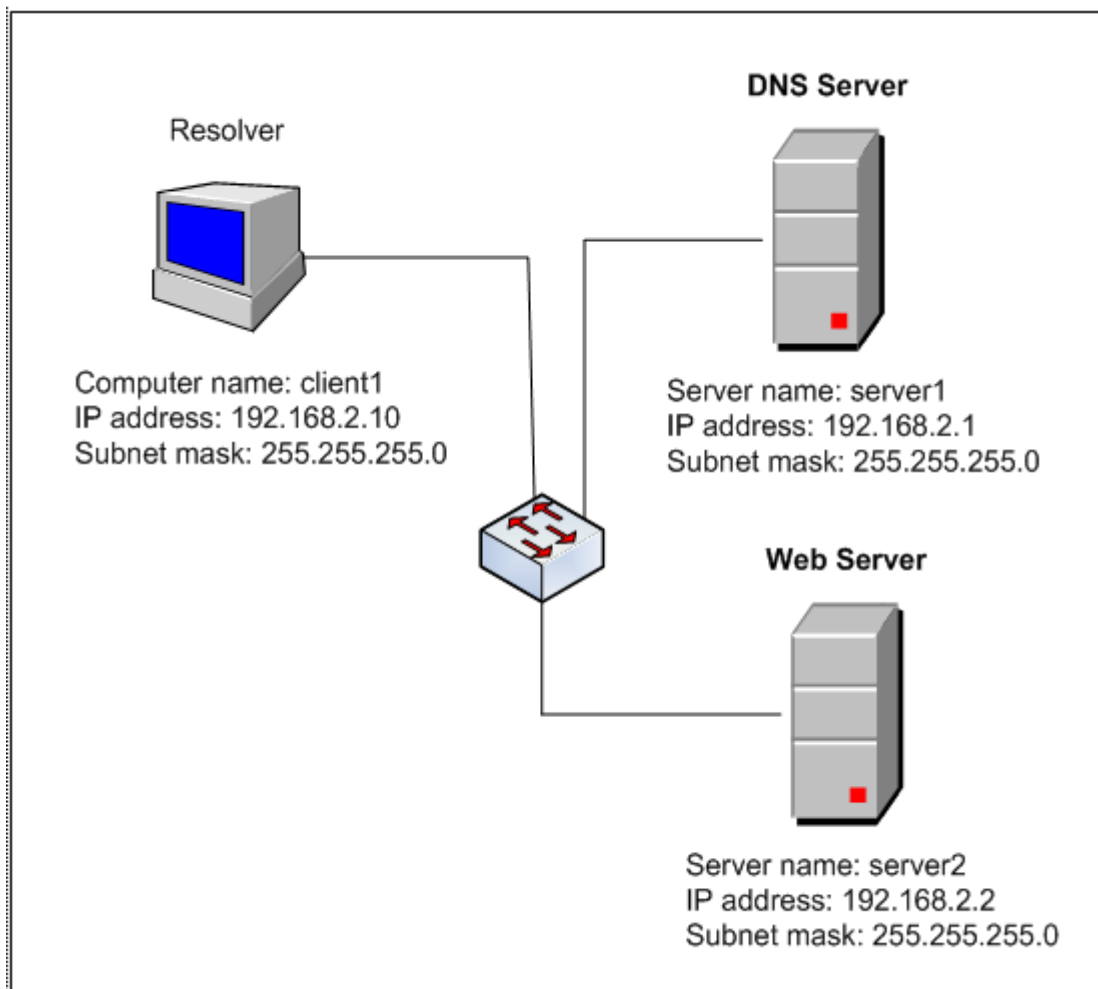 Resolver
Computer name: client1
IP address: 192.168.2.10
Subnet mask: 255.255.255.0
DNS Server
Server name: server1
IP address: 192.168.2.1
Subnet mask: 255.255.255.0
Web Server
Server name: server2
IP address: 192.168.2.2
Subnet mask: 255.255.255.0